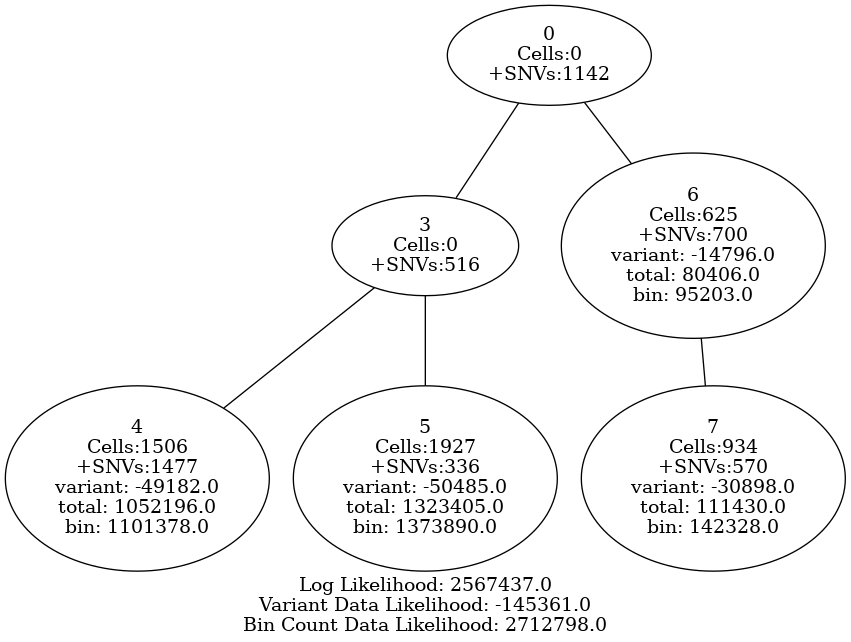 0
Cells:0
+SNVs:1142
3
Cells:0
+SNVs:516
6
Cells:625
+SNVs:700
variant: -14796.0
total: 80406.0
bin: 95203.0
4
Cells:1506
+SNVs:1477
variant: -49182.0
total: 1052196.0
bin: 1101378.0
5
Cells:1927
+SNVs:336
variant: -50485.0
total: 1323405.0
bin: 1373890.0
7
Cells:934
+SNVs:570
variant: -30898.0
total: 111430.0
bin: 142328.0
Log Likelihood: 2567437.0
Variant Data Likelihood: -145361.0
Bin Count Data Likelihood: 2712798.0